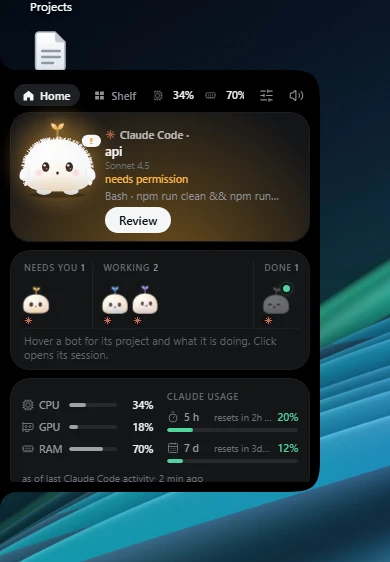 Projects
Home
Shelf
34%
70%
Claude Code ·
api
Sonnet 4.5
needs permission
Bash · npm run clean && npm run...
Review
NEEDS YOU 1
WORKING 2
DONE 1
Hover a bot for its project and what it is doing. Click
opens its session.
CPU
34%
GPU
18%
RAM
70%
CLAUDE USAGE
5 h
resets in 2h ...
20%
7 d
resets in 3d...
12%
as of last Claude Code activity: 2 min ago